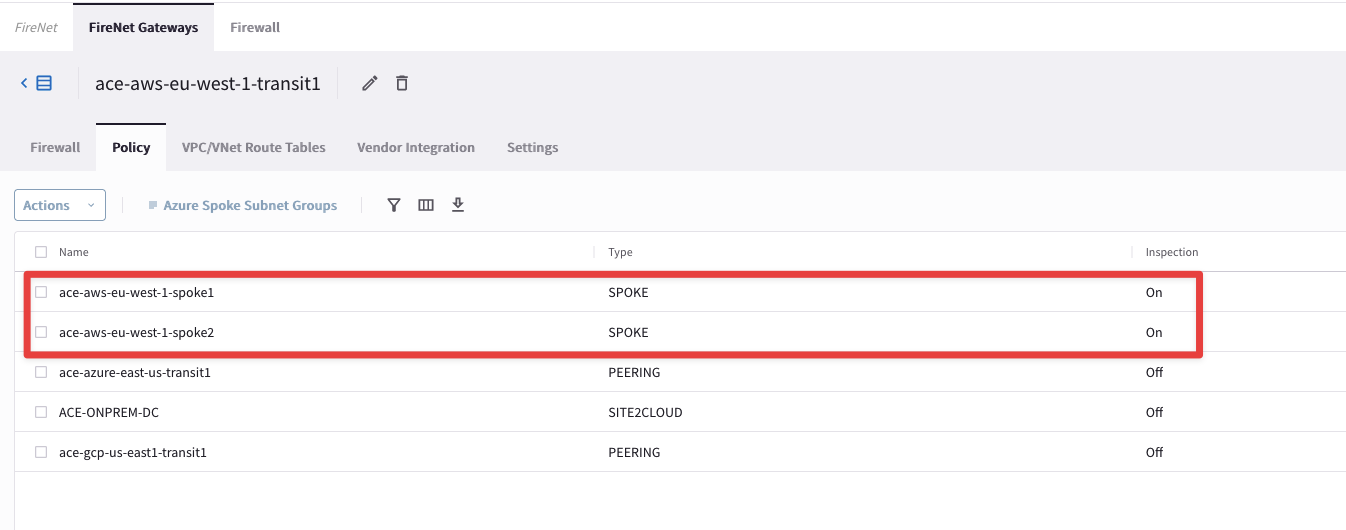 FireNet FireNet Gateways Firewall
ace-aws-eu-west-1-transit1
Firewall Policy VPC/VNet Route Tables Vendor Integration Settings
Actions Azure Spoke Subnet Groups
Name Type Inspection
ace-aws-eu-west-1-spoke1 SPOKE On
ace-aws-eu-west-1-spoke2 SPOKE On
ace-azure-east-us-transit1 PEERING Off
ACE-ONPREM-DC SITE2CLOUD Off
ace-gcp-us-east1-transit1 PEERING Off